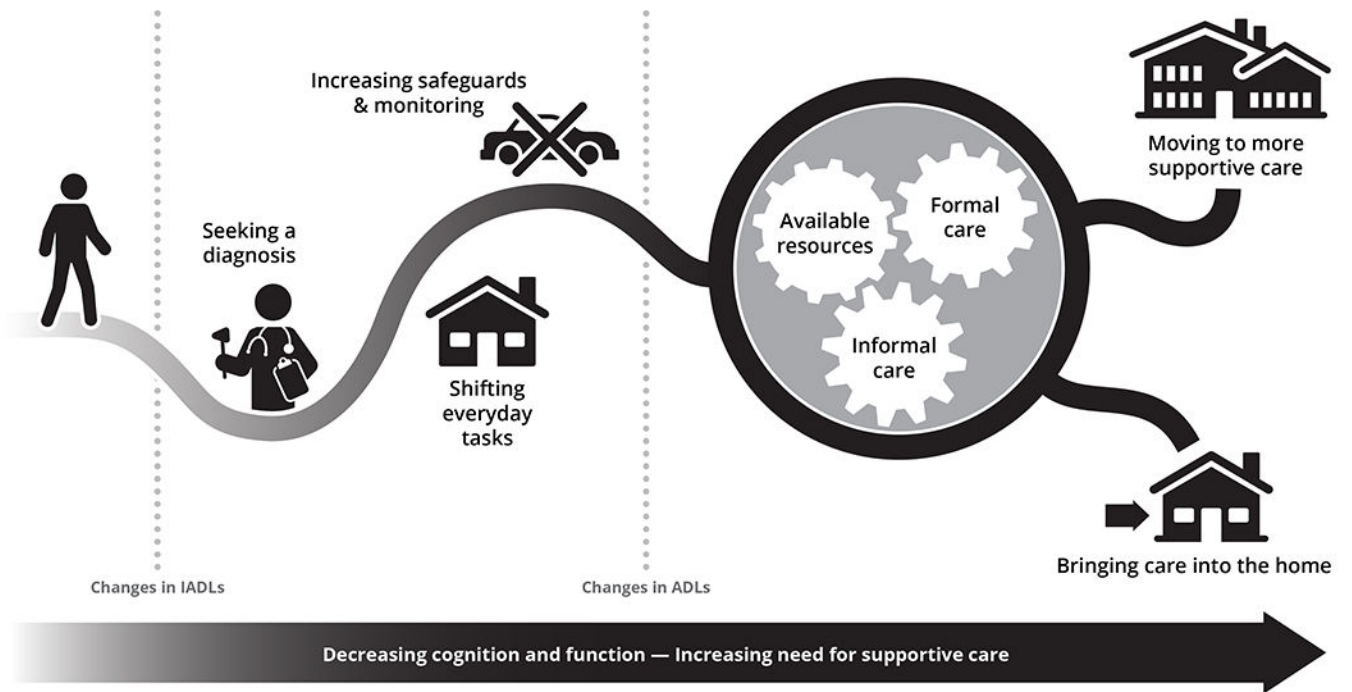 Increasing safeguards
& monitoring
Seeking a
diagnosis
Shifting
everyday
tasks
Available
resources
Formal
care
Informal
care
Moving to more
supportive care
Bringing care into the home
Changes in IADLs
Changes in ADLs
Decreasing cognition and function — Increasing need for supportive care